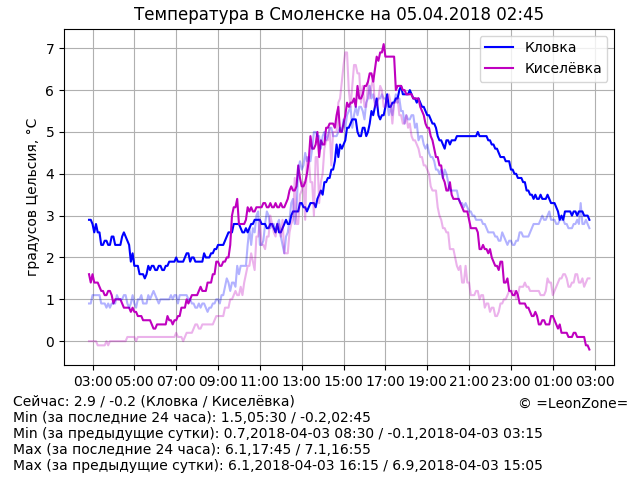 Температура в Смоленске на 05.04.2018 02:45
Кловка
Киселёвка
градусов Цельсия, °C
7
6
5
4
3
2
1
0
03:00 05:00 07:00 09:00 11:00 13:00 15:00 17:00 19:00 21:00 23:00 01:00 03:00
Сейчас: 2.9 / -0.2 (Кловка / Киселёвка)
© =LeonZone=
Min (за последние 24 часа): 1.5,05:30 / -0.2,02:45
Min (за предыдущие сутки): 0.7,2018-04-03 08:30 / -0.1,2018-04-03 03:15
Max (за последние 24 часа): 6.1,17:45 / 7.1,16:55
Max (за предыдущие сутки): 6.1,2018-04-03 16:15 / 6.9,2018-04-03 15:05